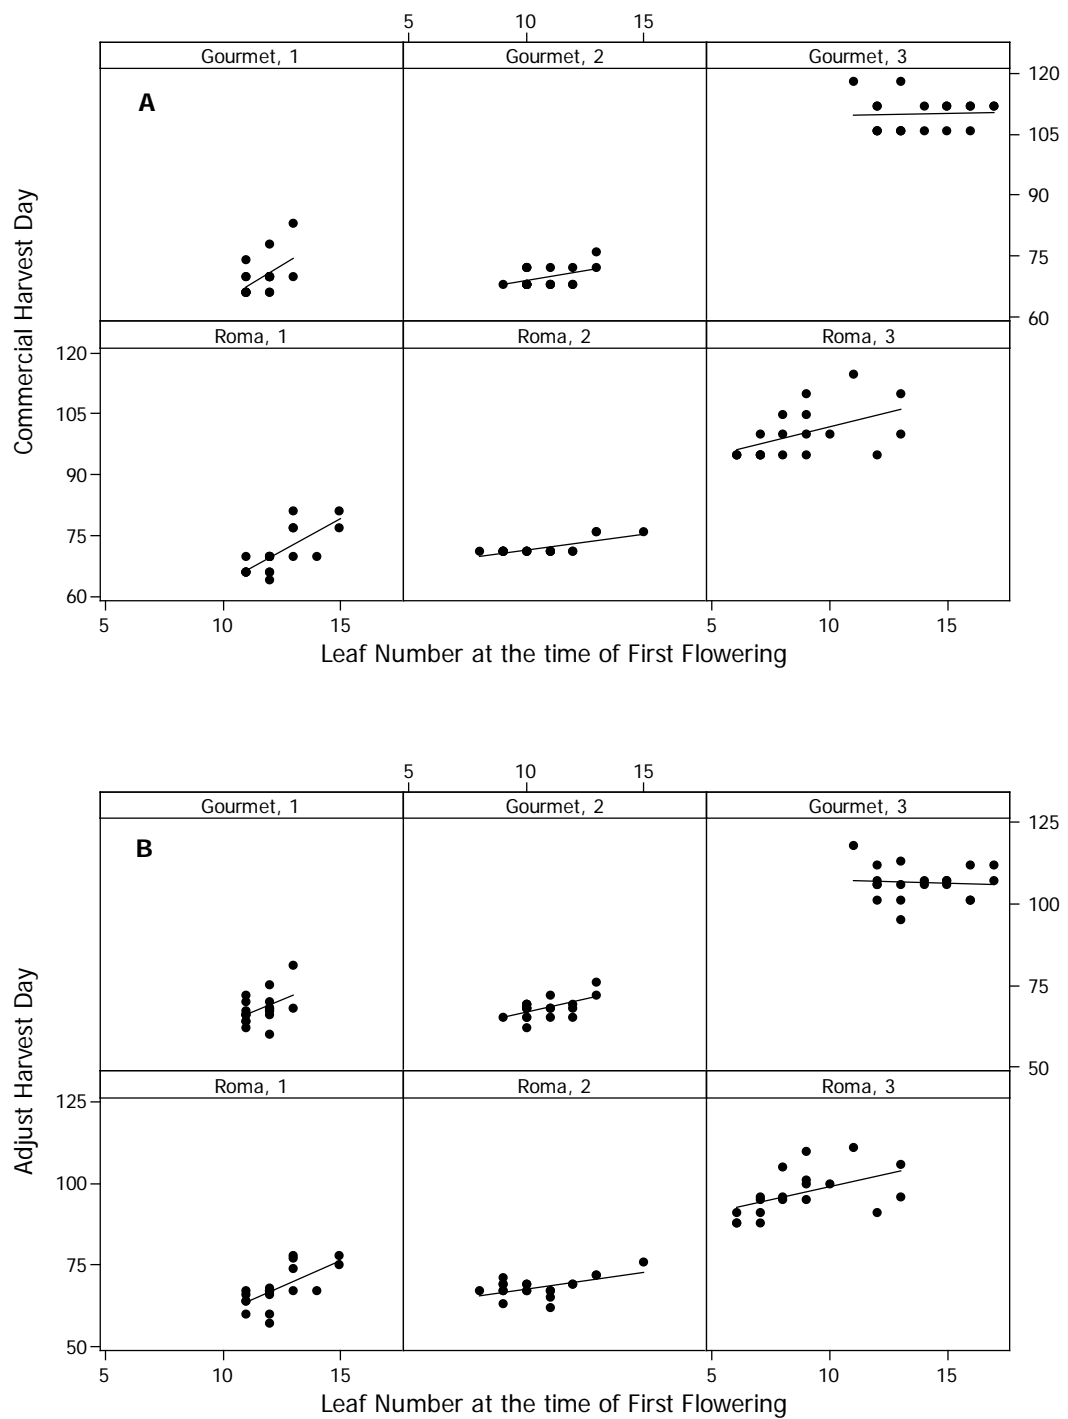 5 10 15
Gourmet, 1 Gourmet, 2 Gourmet, 3
A
120
105
90
75
60
Commercial Harvest Day
Roma, 1 Roma, 2 Roma, 3
120
105
90
75
60
5 10 15 5 10 15
Leaf Number at the time of First Flowering
5 10 15
Gourmet, 1 Gourmet, 2 Gourmet, 3
B
125
100
75
50
Adjust Harvest Day
Roma, 1 Roma, 2 Roma, 3
125
100
75
50
5 10 15 5 10 15
Leaf Number at the time of First Flowering